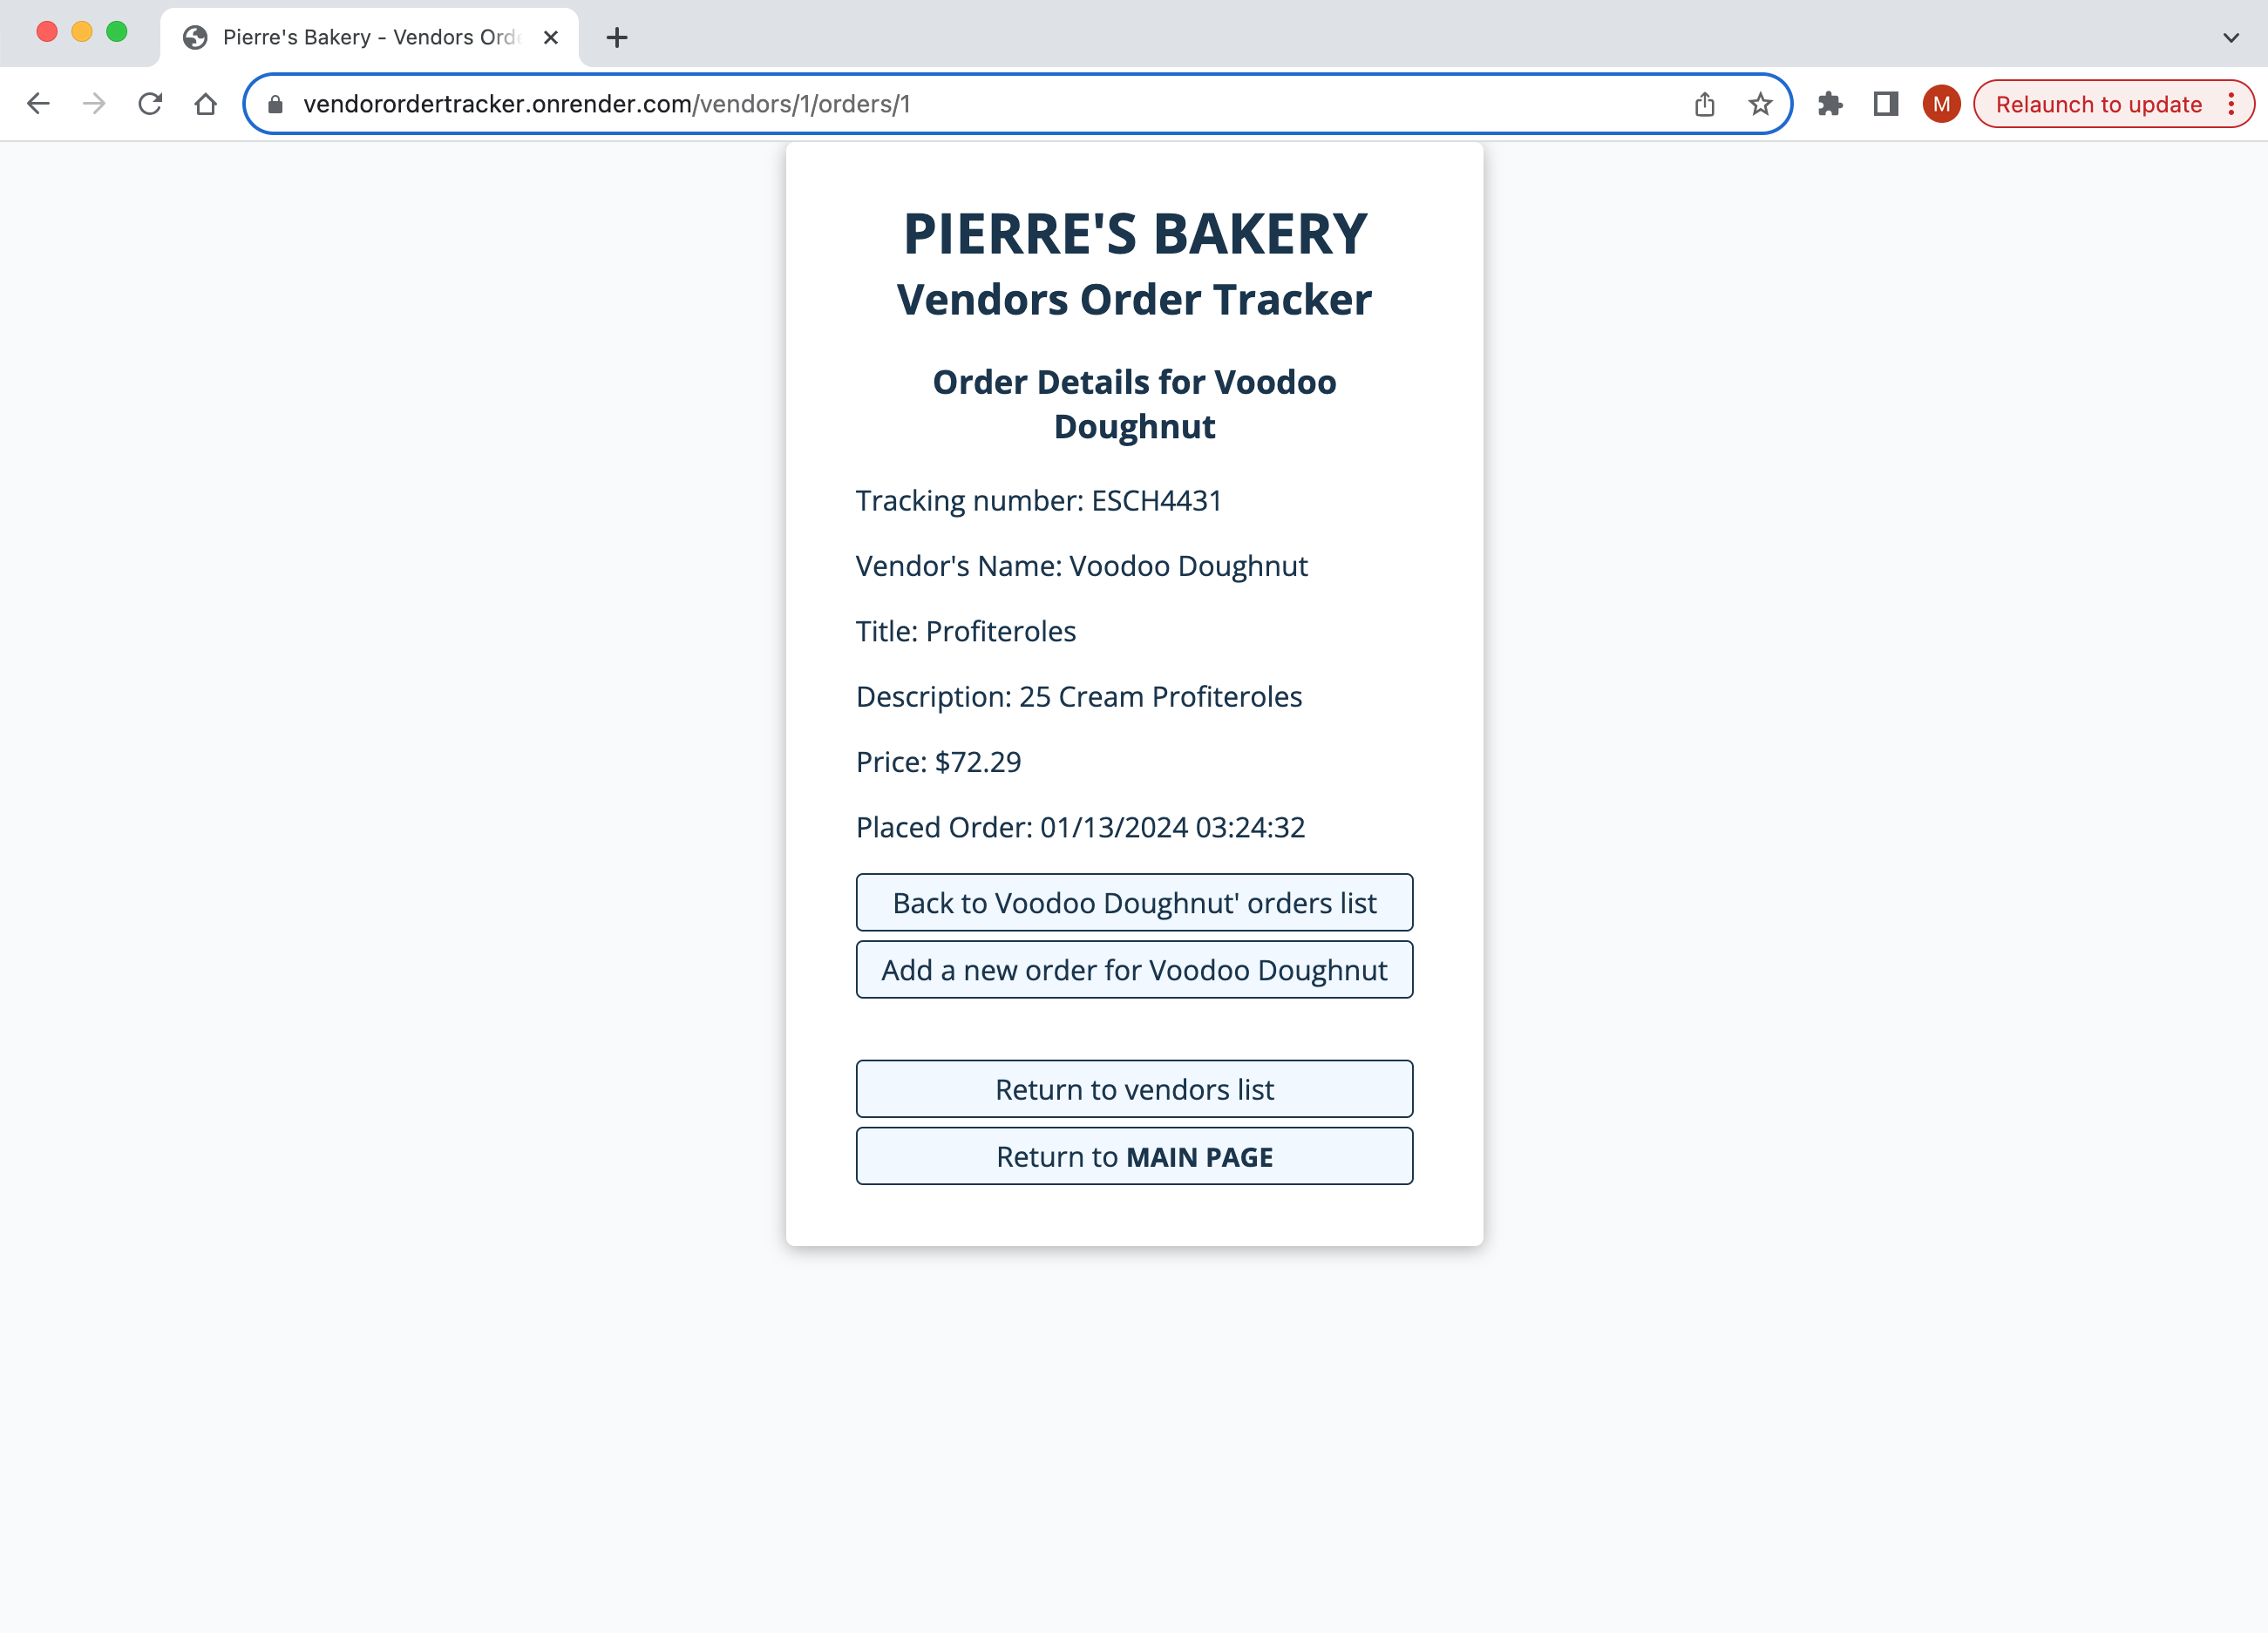 Pierre's Bakery - Vendors Orde
vendorordertracker.onrender.com/vendors/1/orders/1
M
Relaunch to update
PIERRE'S BAKERY
Vendors Order Tracker
Order Details for Voodoo
Doughnut
Tracking number: ESCH4431
Vendor's Name: Voodoo Doughnut
Title: Profiteroles
Description: 25 Cream Profiteroles
Price: $72.29
Placed Order: 01/13/2024 03:24:32
Back to Voodoo Doughnut' orders list
Add a new order for Voodoo Doughnut
Return to vendors list
Return to MAIN PAGE